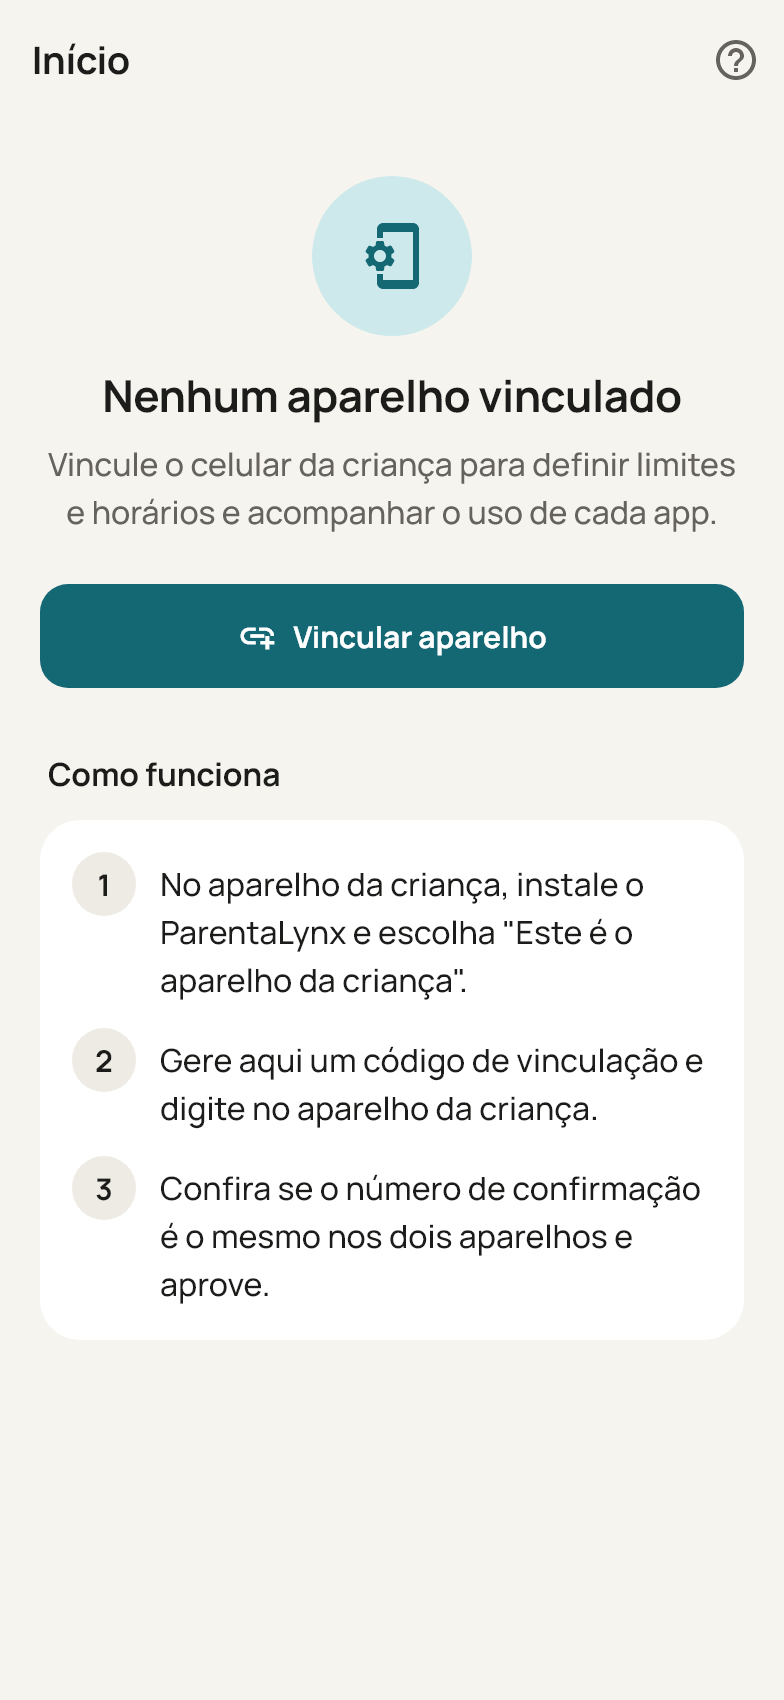 Início
Nenhum aparelho vinculado
Vincule o celular da criança para definir limites
e horários e acompanhar o uso de cada app.
Vincular aparelho
Como funciona
1
No aparelho da criança, instale o
ParentaLynx e escolha "Este é o
aparelho da criança".
2
Gere aqui um código de vinculação e
digite no aparelho da criança.
3
Confira se o número de confirmação
é o mesmo nos dois aparelhos e
aprove.